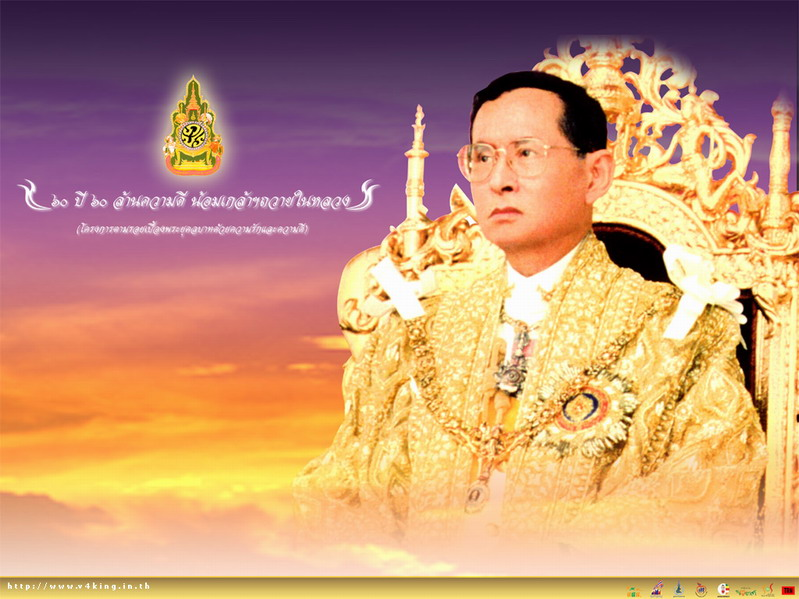 ๖๐ ปี ๖๐ ล้านความดี น้อมเกล้าฯถวายในหลวง
(โครงการตามรอยเบื้องพระยุคลบาทด้วยความรักและความดี)
http://www.v4king.in.th